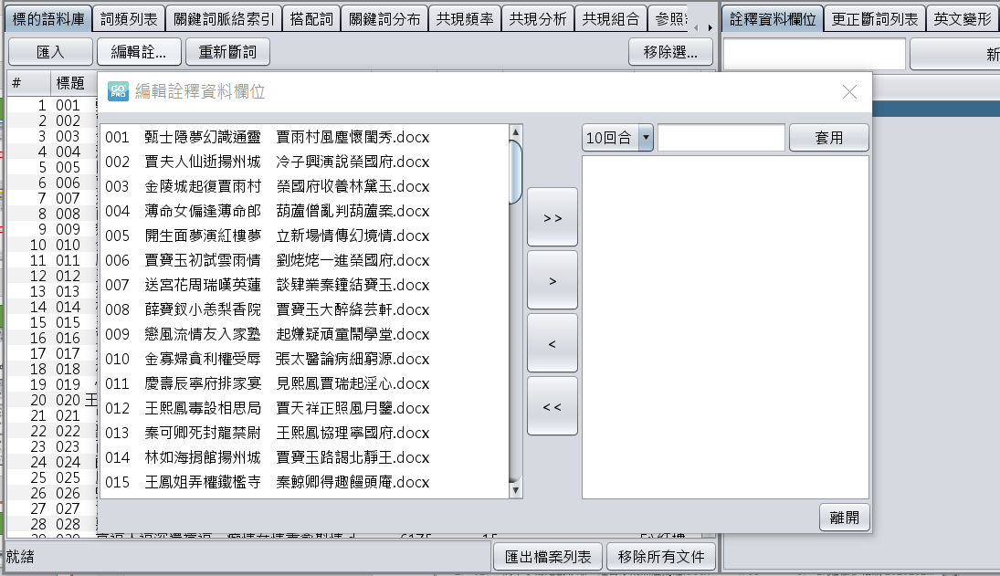 標的語料庫 詞頻列表 關鍵詞脈絡索引 搭配詞 關鍵詞分布 共現頻率 共現分析 共現組合 參照 詮釋資料欄位 更正斷詞列表 英文變形
匯入 編輯詮... 重新斷詞 移除選... 新
# 標題
編輯詮釋資料欄位
1 001
2 002
3 003
4 004
5 005
6 006
7 007
8 008
9 009
10 010
11 011
12 012
13 013
14 014
15 015
16 016
17 017
18 018
19 019
20 020 王
21 021
22 022
23 023
24 024
25 025
26 026
27 027
28 028
001 甄士隱夢幻識通靈 賈雨村風塵懷閨秀.docx
002 賈夫人仙逝揚州城 冷子興演說榮國府.docx
003 金陵城起復賈雨村 榮國府收養林黛玉.docx
004 薄命女偏逢薄命郎 葫蘆僧亂判葫蘆案.docx
005 開生面夢演紅樓夢 立新場情傳幻境情.docx
006 賈寶玉初試雲雨情 劉姥姥一進榮國府.docx
007 送宮花周瑞嘆英蓮 談肄業秦鐘結寶玉.docx
008 薛寶釵小恙梨香院 賈寶玉大醉絳芸軒.docx
009 戀風流情友入家塾 起嫌疑頑童鬧學堂.docx
010 金寡婦貪利權受辱 張太醫論病細窮源.docx
011 慶壽辰寧府排家宴 見熙鳳賈瑞起淫心.docx
012 王熙鳳毒設相思局 賈天祥正照風月鑒.docx
013 秦可卿死封龍禁尉 王熙鳳協理寧國府.docx
014 林如海捐館揚州城 賈寶玉路謁北靜王.docx
015 王鳳姐弄權鐵檻寺 秦鯨卿得趣饅頭庵.docx
>>
>
<
<<
10回合 套用
離開
就緒 匯出檔案列表 移除所有文件